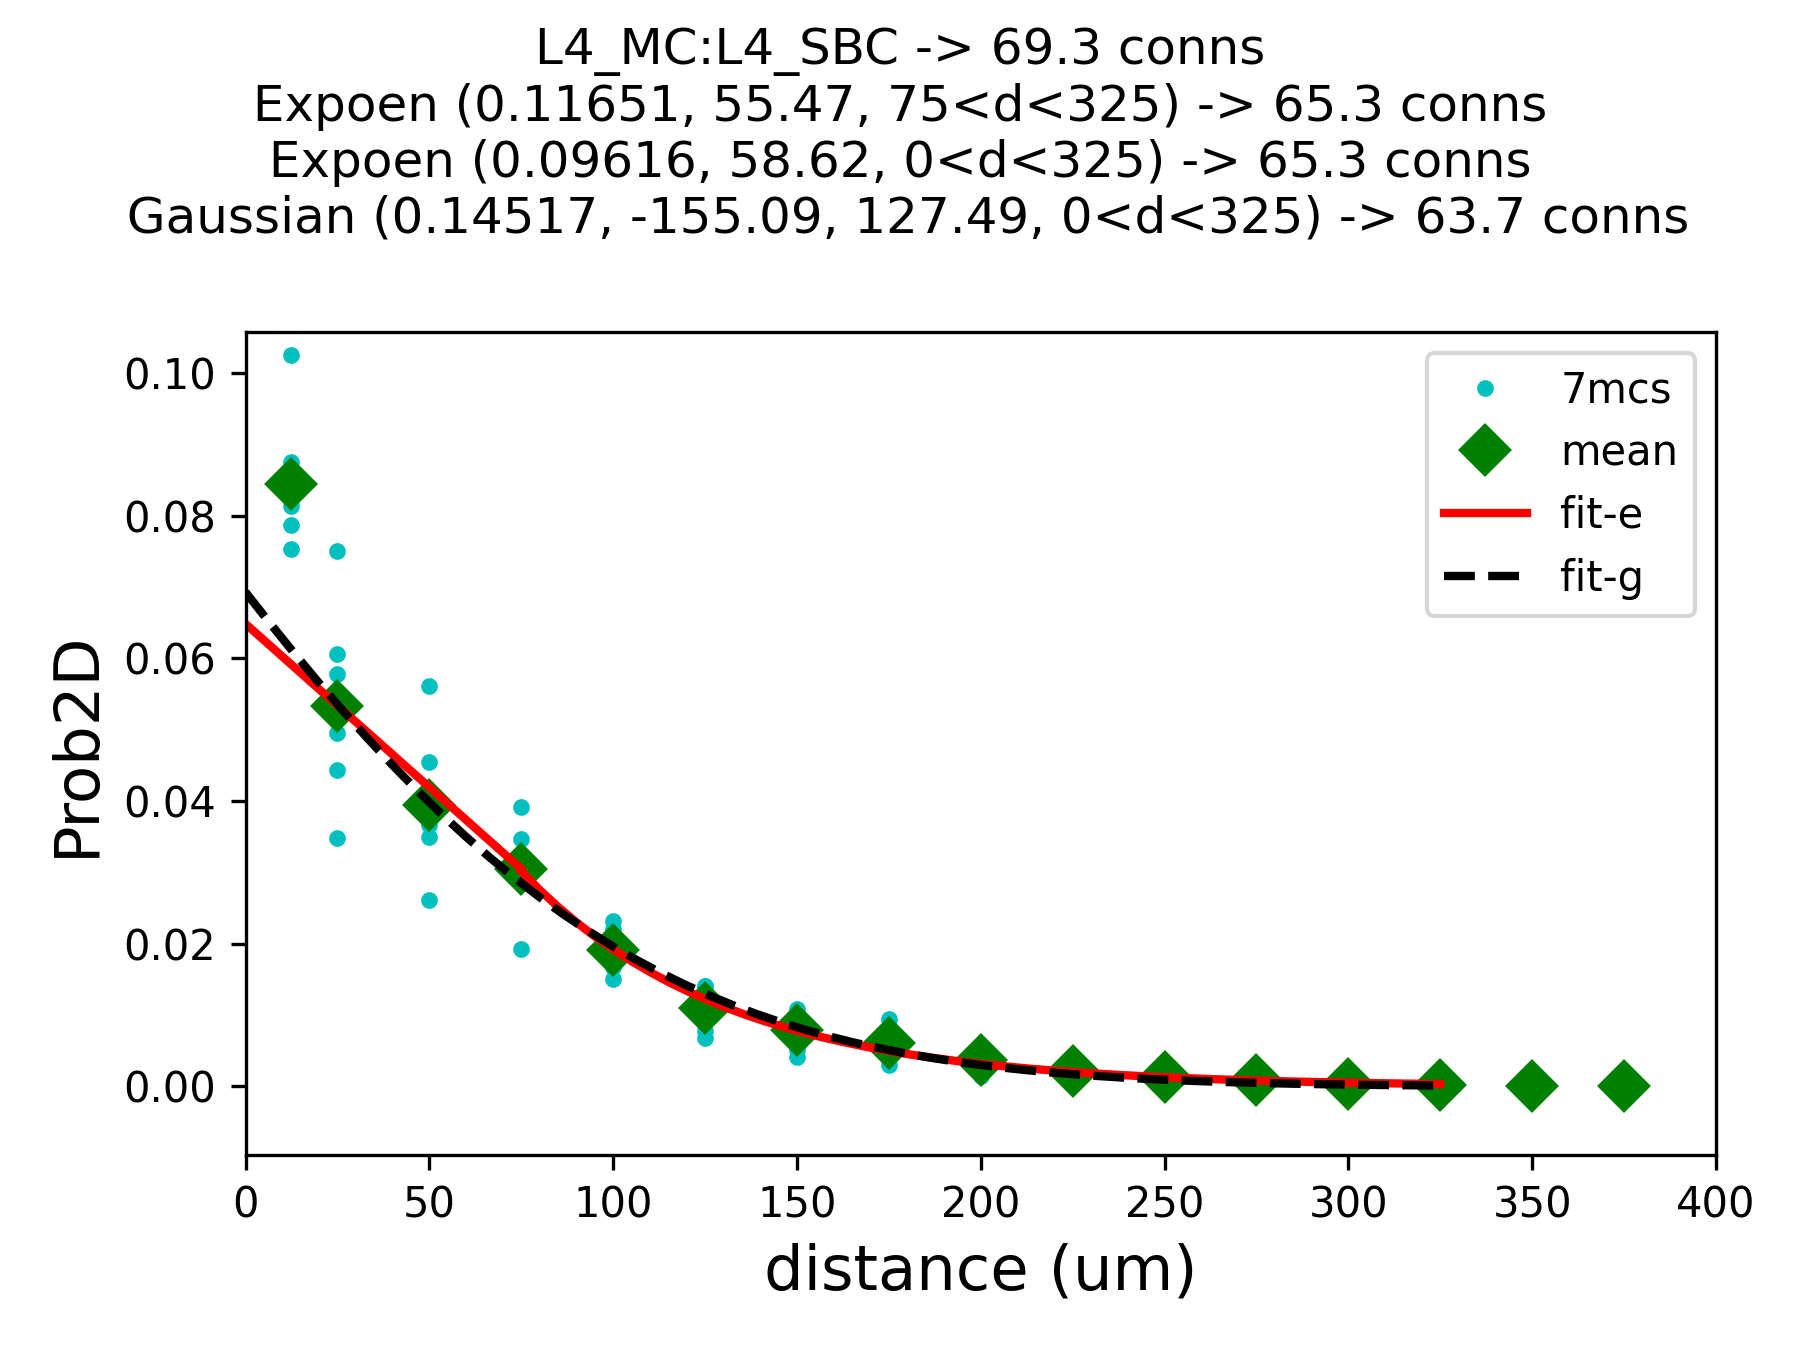 L4_MC:L4_SBC -> 69.3 conns
Expoen (0.11651, 55.47, 75<d<325) -> 65.3 conns
Expoen (0.09616, 58.62, 0<d<325) -> 65.3 conns
Gaussian (0.14517, -155.09, 127.49, 0<d<325) -> 63.7 conns
7mcs
mean
fit-e
fit-g
Prob2D
0.10
0.08
0.06
0.04
0.02
0.00
0 50 100 150 200 250 300 350 400
distance (um)